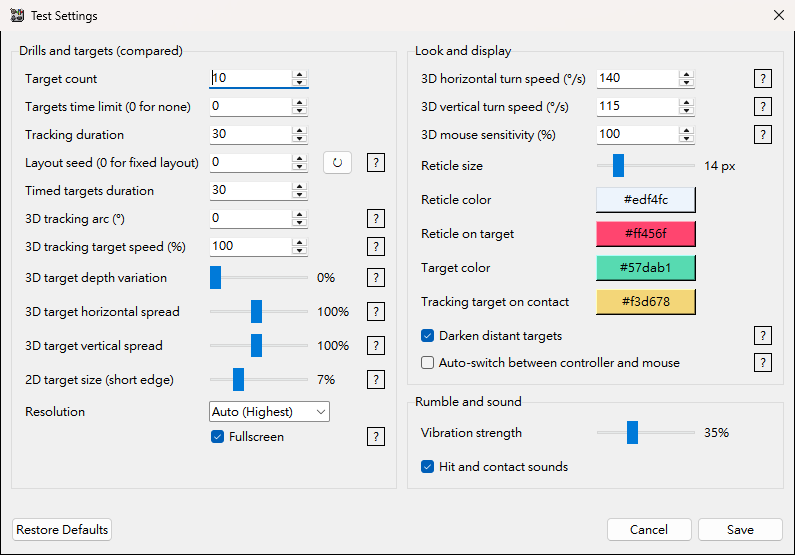 Test Settings
Drills and targets (compared)
Target count 10
Targets time limit (0 for none) 0
Tracking duration 30
Layout seed (0 for fixed layout) 0 ↻ ?
Timed targets duration 30
3D tracking arc (°) 0 ?
3D tracking target speed (%) 100 ?
3D target depth variation 0% ?
3D target horizontal spread 100% ?
3D target vertical spread 100% ?
2D target size (short edge) 7% ?
Resolution Auto (Highest)
Fullscreen ?
Look and display
3D horizontal turn speed (°/s) 140 ?
3D vertical turn speed (°/s) 115 ?
3D mouse sensitivity (%) 100 ?
Reticle size 14 px
Reticle color #edf4fc
Reticle on target #ff456f
Target color #57dab1
Tracking target on contact #f3d678
Darken distant targets ?
Auto-switch between controller and mouse ?
Rumble and sound
Vibration strength 35%
Hit and contact sounds
Restore Defaults Cancel Save